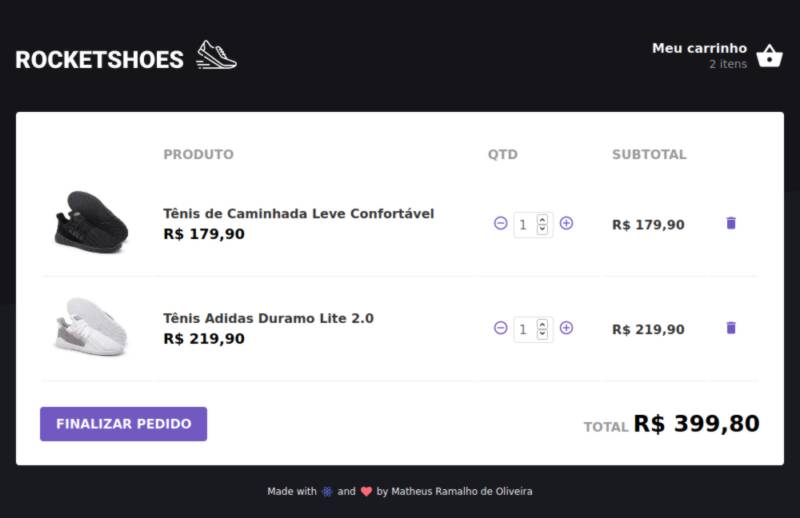 ROCKETSHOES
Meu carrinho
2 itens
PRODUTO QTD SUBTOTAL
Tênis de Caminhada Leve Confortável
R$ 179,90
1
R$ 179,90
Tênis Adidas Duramo Lite 2.0
R$ 219,90
1
R$ 219,90
FINALIZAR PEDIDO
TOTAL R$ 399,80
Made with and by Matheus Ramalho de Oliveira